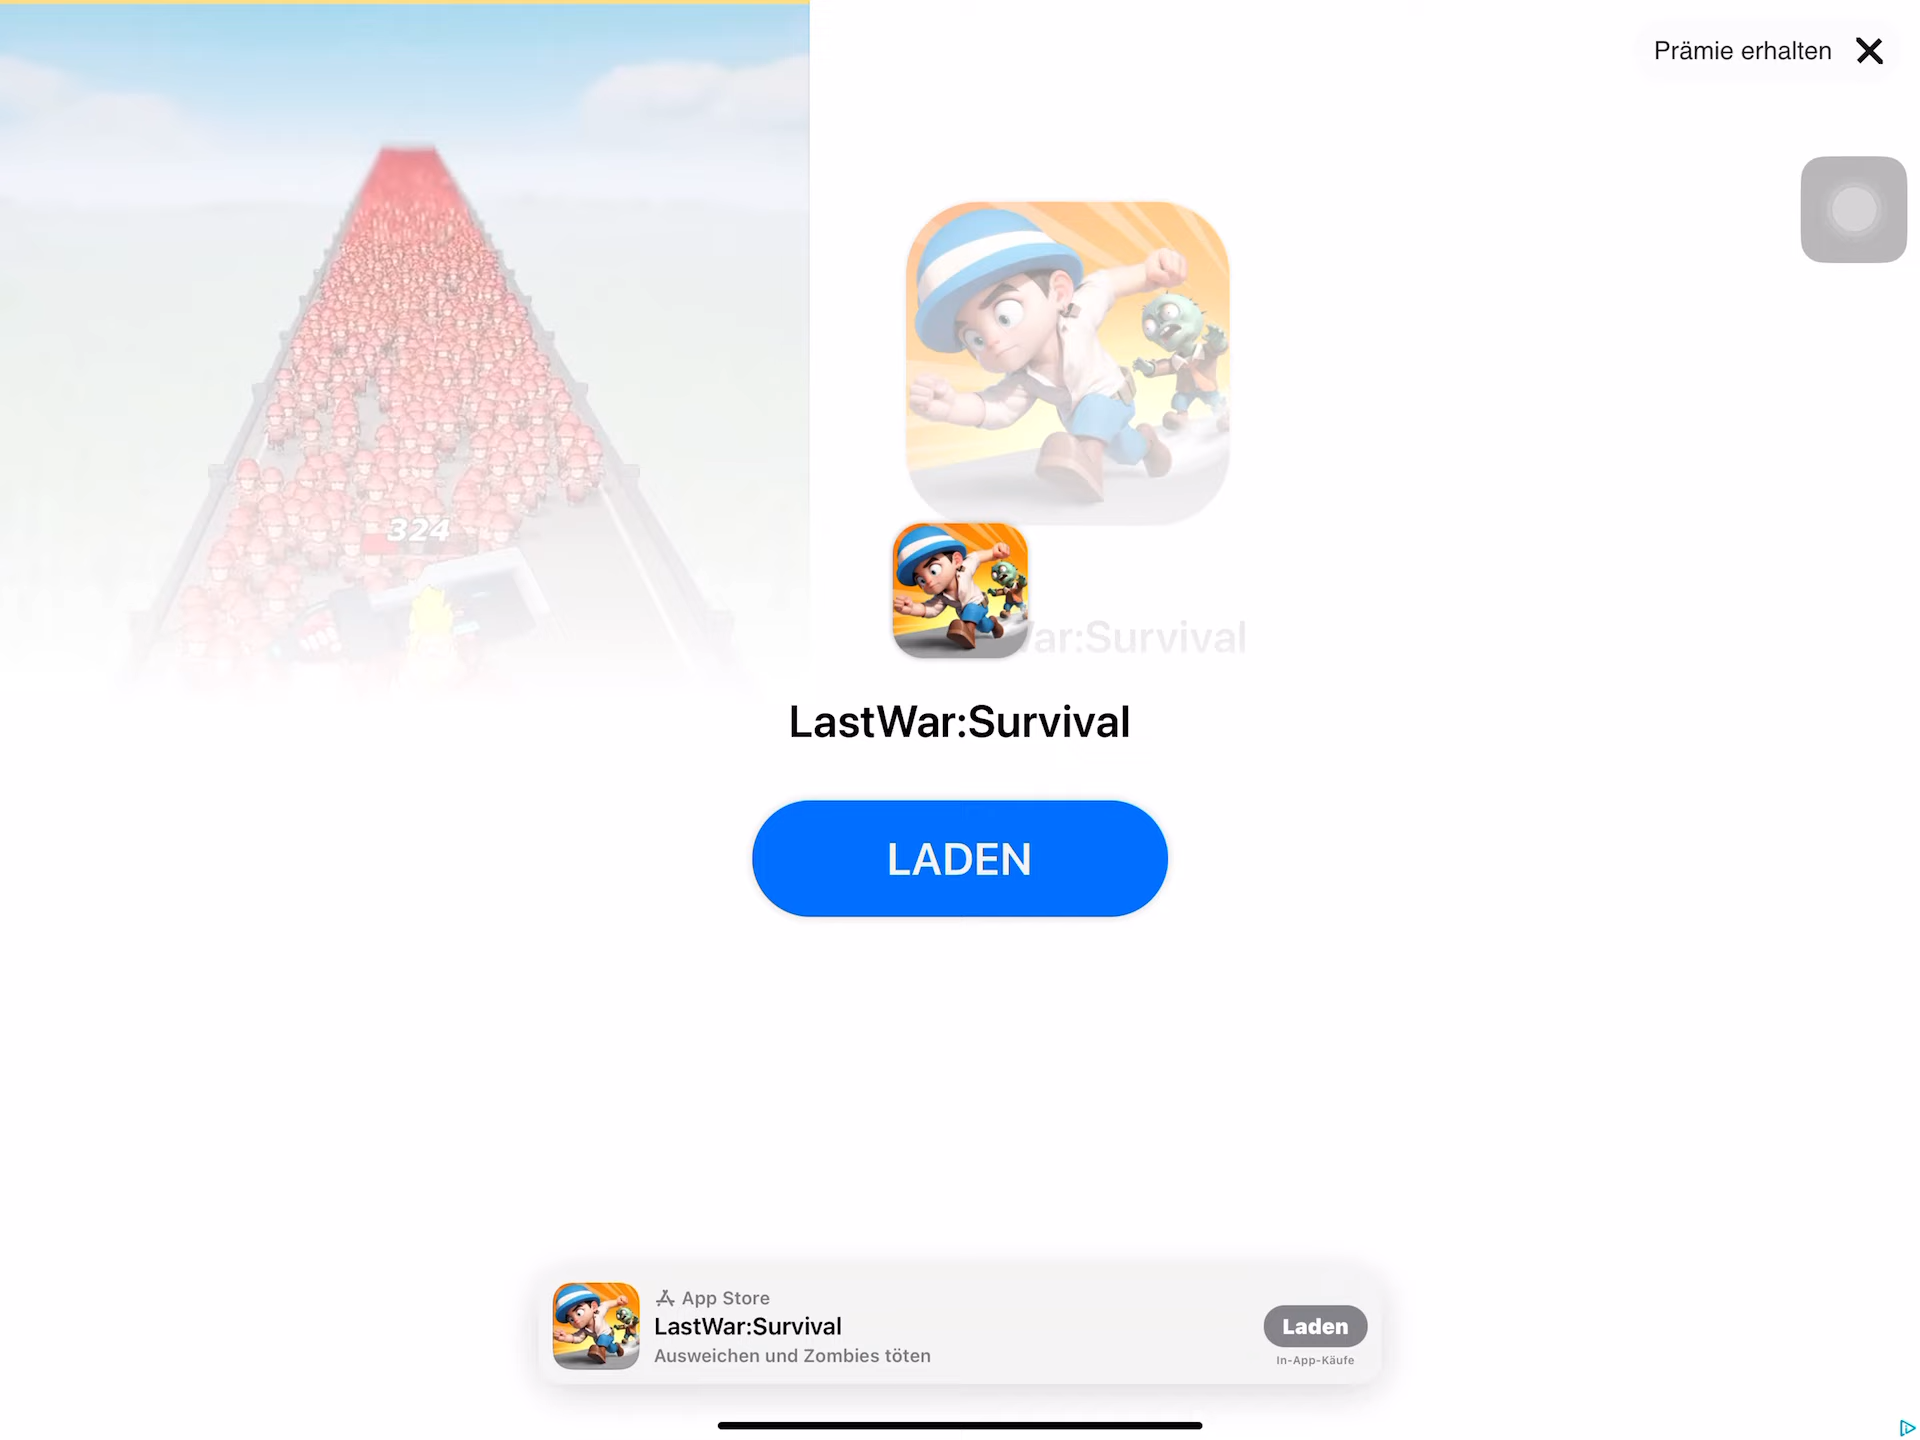 Prämie erhalten
324
War:Survival
LastWar:Survival
LADEN
App Store
LastWar:Survival
Ausweichen und Zombies töten
Laden
In-App-Käufe